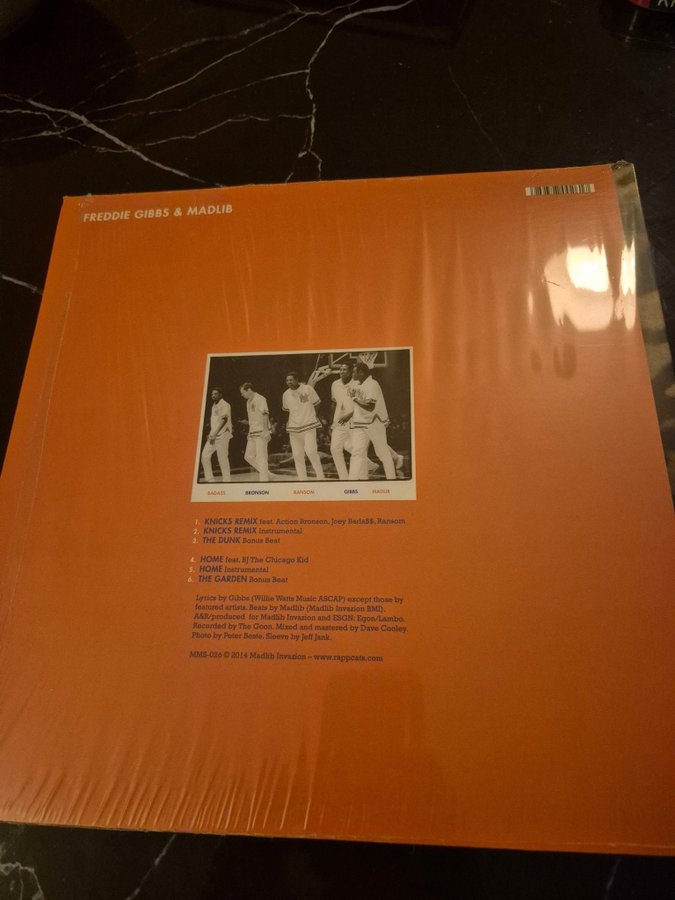 FREDDIE GIBBS & MADLIB
BADASS BRONSON RANSOM GIBBS MADLIB
1. KNICKS REMIX feat. Action Bronson, Joey Bada$$, Ransom
2. KNICKS REMIX Instrumental
3. THE DUNK Bonus Beat
4. HOME feat. BJ The Chicago Kid
5. HOME Instrumental
6. THE GARDEN Bonus Beat
Lyrics by Gibbs (Willie Watts Music ASCAP) except those by
featured artists. Beats by Madlib (Madlib Invazion BMI).
A&R/produced for Madlib Invazion and ESGN: Egon/Lambo.
Recorded by The Goon. Mixed and mastered by Dave Cooley.
Photo by Peter Beste. Sleeve by Jeff Jank.
MMS-026 © 2014 Madlib Invazion – www.rappcats.com